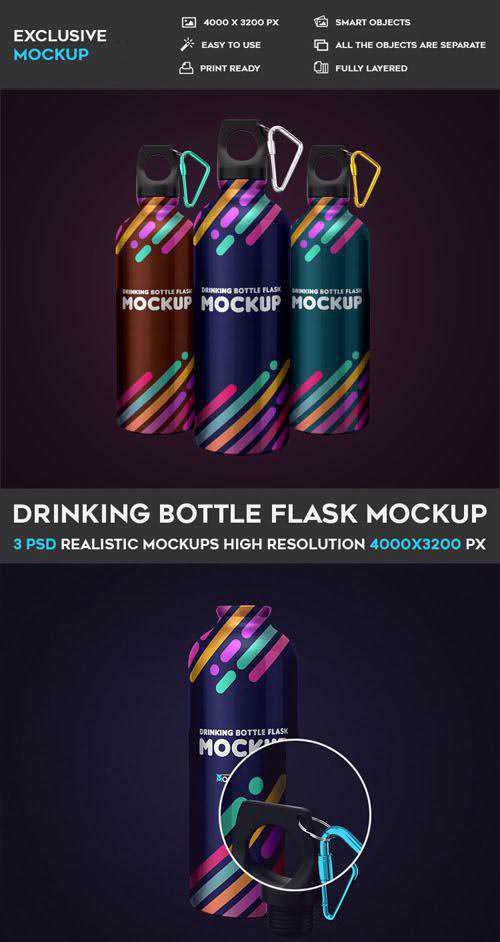 EXCLUSIVE
MOCKUP
4000 X 3200 PX
EASY TO USE
PRINT READY
SMART OBJECTS
ALL THE OBJECTS ARE SEPARATE
FULLY LAYERED
DRINKING BOTTLE FLASK
MOCKUP
DRINKING BOTTLE FLASK
MOCKUP
DRINKING BOTTLE FLASK
MOCKUP
DRINKING BOTTLE FLASK MOCKUP
3 PSD REALISTIC MOCKUPS HIGH RESOLUTION 4000X3200 PX
DRINKING BOTTLE FLASK
MOCKUP